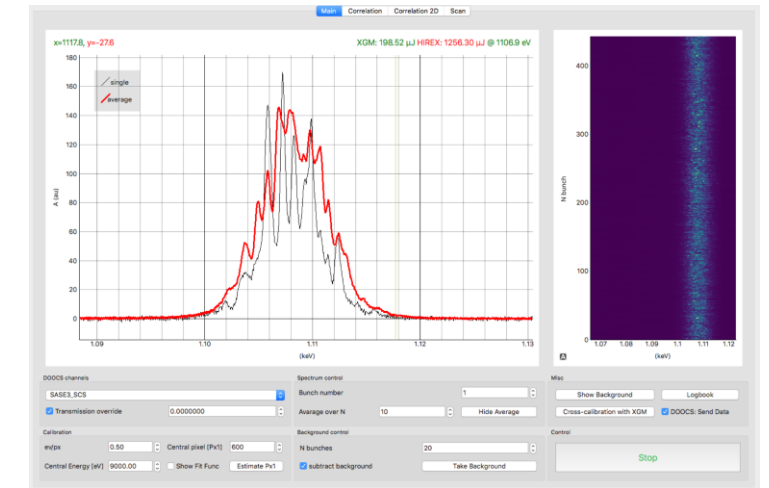 Main Correlation Correlation 2D Scan
x=1117.8, y=-27.6 XGM: 198.52 μJ HIREX: 1256.30 μJ @ 1106.9 eV
180
160
140
120
100
80
60
40
20
0
A (au)
single
average
1.09 1.10 1.11 1.12 1.13
(keV)
400
300
200
100
0
N bunch
1.07 1.08 1.09 1.1 1.11 1.12
(keV)
A
DOOCS channels
SASE3_SCS
Transmission override 0.0000000
Calibration
ev/px 0.50 Central pixel (Px1) 600
Central Energy (eV) 9000.00 Show Fit Func Estimate Px1
Spectrum control
Bunch number 1
Avarage over N 10 Hide Average
Background control
N bunches 20
subtract background Take Background
Misc
Show Background Logbook
Cross-calibration with XGM DOOCS: Send Data
Control
Stop